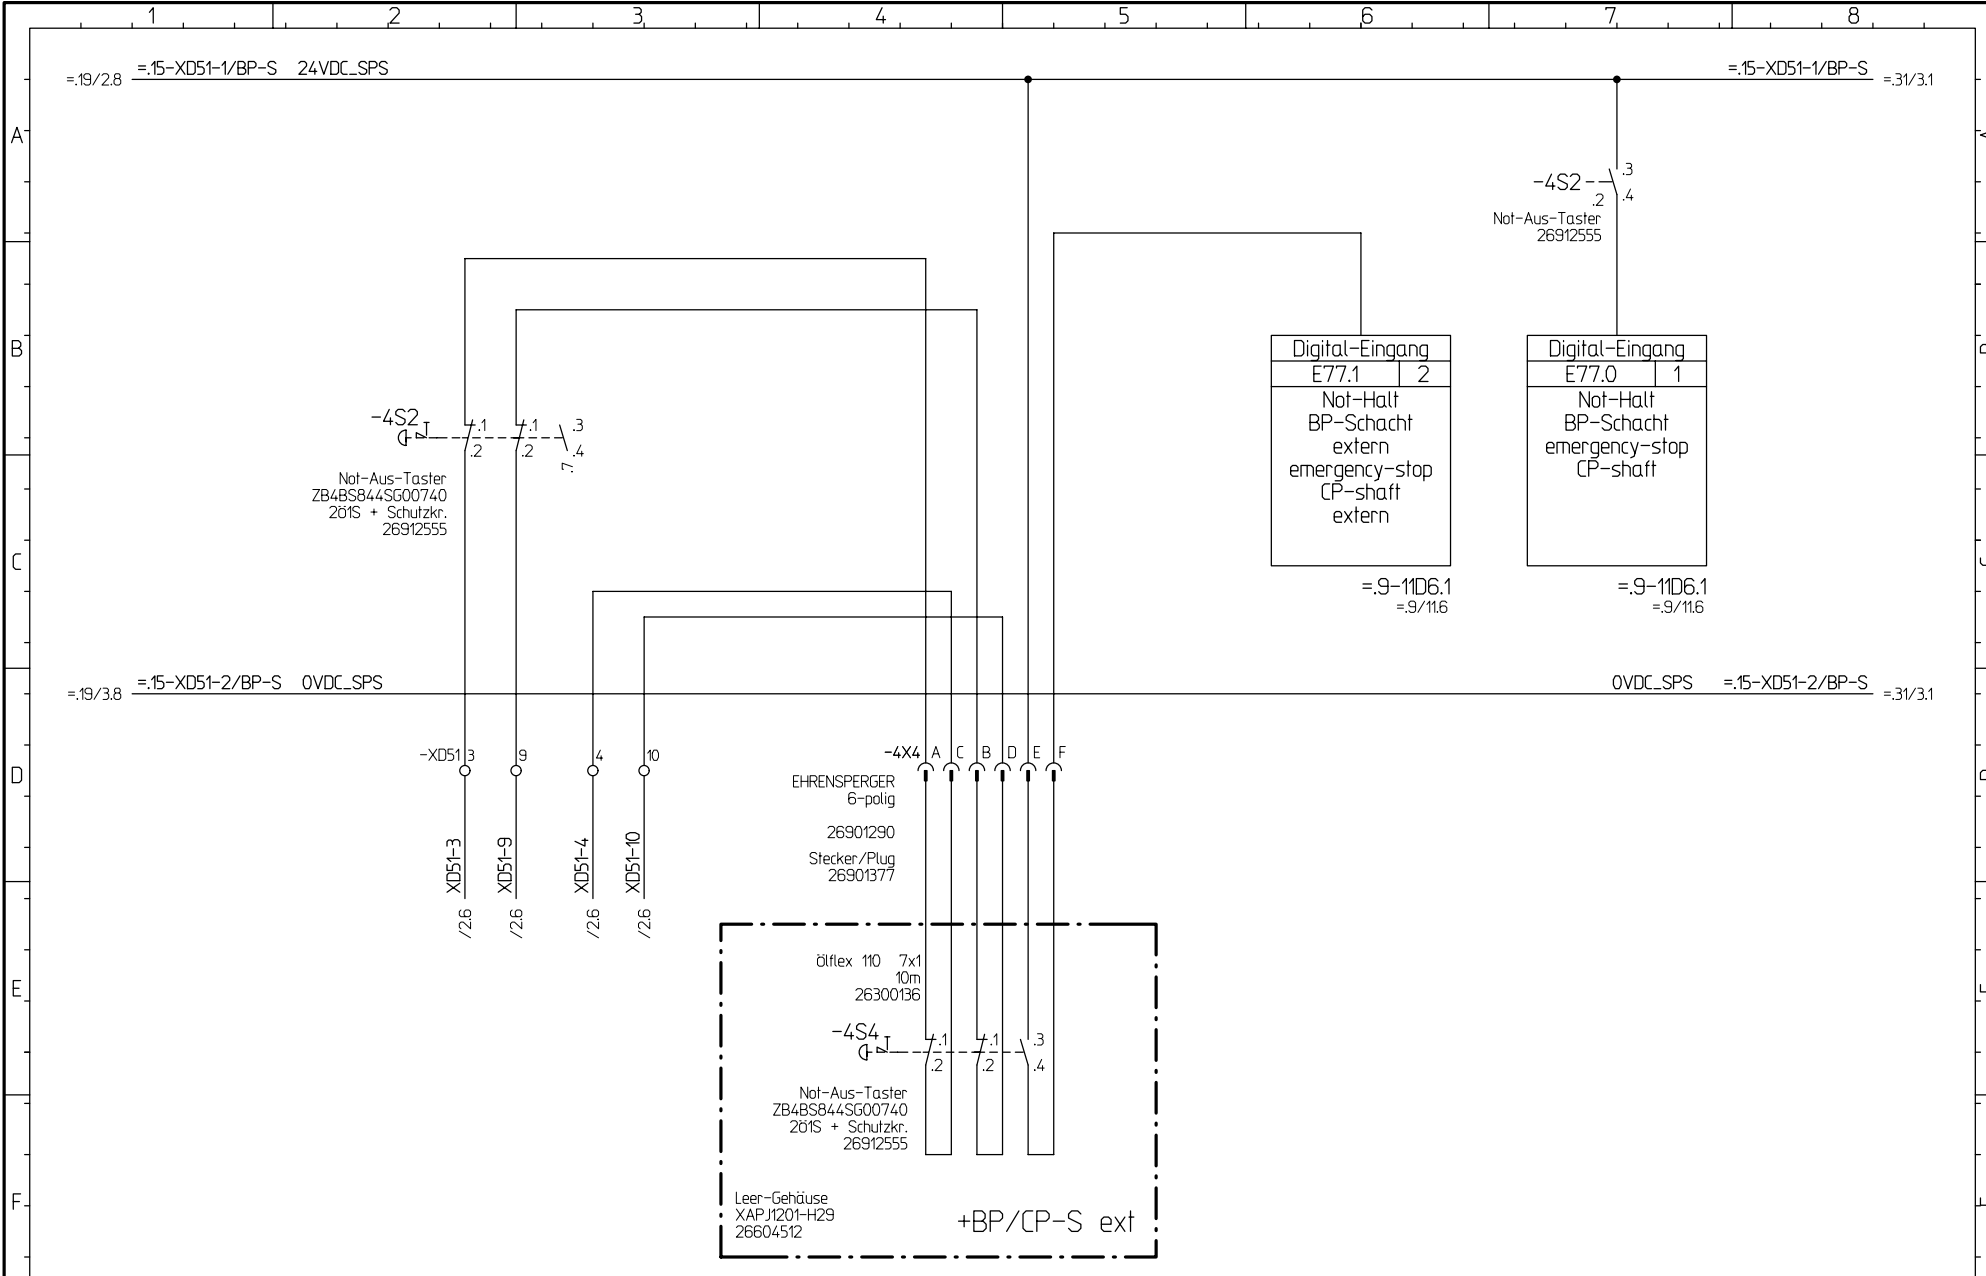 1 2 3 4 5 6 7 8
=.19/2.8 =.15-XD51-1/BP-S 24VDC_SPS =.15-XD51-1/BP-S =.31/3.1
A
-4S2 .3
.2 .4
Not-Aus-Taster
26912555
B
Digital-Eingang
E77.1 2
Not-Halt
BP-Schacht
extern
emergency-stop
CP-shaft
extern
=.9-11D6.1
=.9/11.6
Digital-Eingang
E77.0 1
Not-Halt
BP-Schacht
emergency-stop
CP-shaft
=.9-11D6.1
=.9/11.6
-4S2 .1 .1 .3
.2 .2 .4
.7
Not-Aus-Taster
ZB4BS844SG00740
2ö1S + Schutzkr.
26912555
C
=.19/3.8 =.15-XD51-2/BP-S 0VDC_SPS 0VDC_SPS =.15-XD51-2/BP-S =.31/3.1
D
-XD51 3 9 4 10
-4X4 A C B D E F
EHRENSPERGER
6-polig
26901290
Stecker/Plug
26901377
XD51-3 XD51-9 XD51-4 XD51-10
/2.6 /2.6 /2.6 /2.6
E
ölflex 110 7x1
10m
26300136
-4S4 .1 .1 .3
.2 .2 .4
Not-Aus-Taster
ZB4BS844SG00740
2ö1S + Schutzkr.
26912555
F
Leer-Gehäuse
XAPJ1201-H29
26604512
+BP/CP-S ext